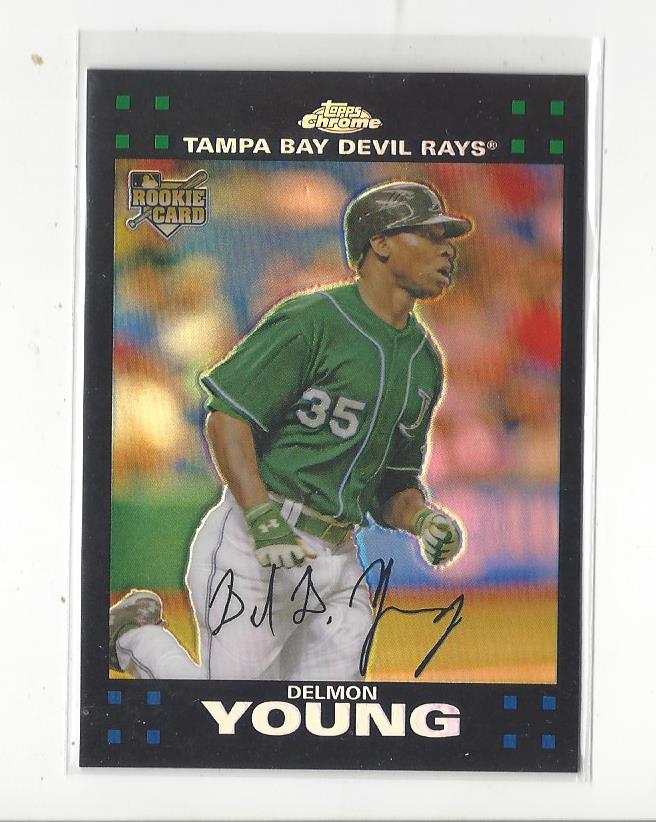 Topps
Chrome
TAMPA BAY DEVIL RAYS®
ROOKIE
CARD
35
DELMON
YOUNG